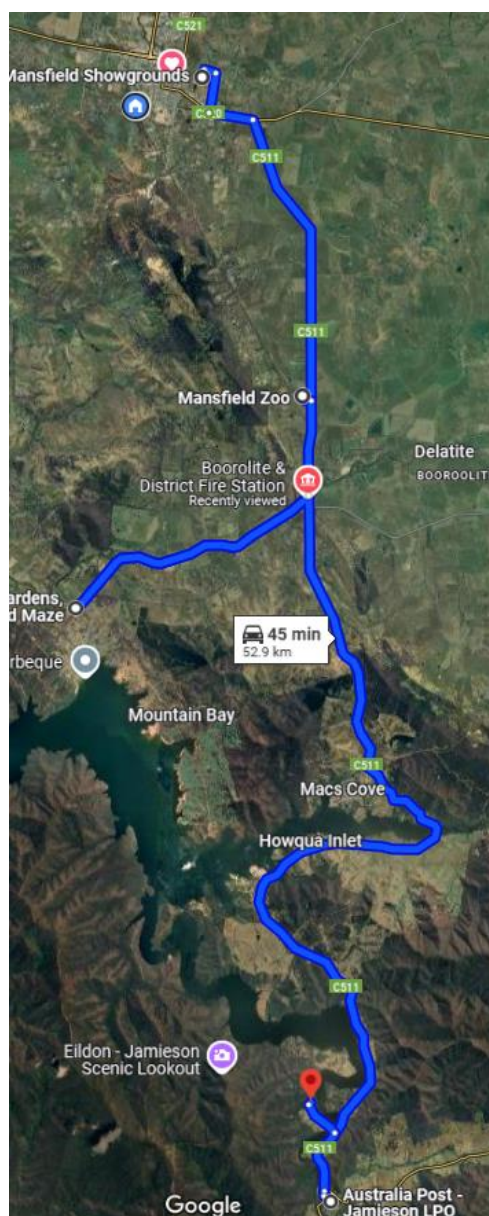 C521
Mansfield Showgrounds
C511
C511
Mansfield Zoo
Delatite
BOOROOLIT
Boorolite &
District Fire Station
Recently viewed
ardens,
d Maze
45 min
52.9 km
rbeque
Mountain Bay
C511
Macs Cove
Howqua Inlet
C511
Eildon - Jamieson
Scenic Lookout
C511
Google
Australia Post -
Jamieson LPO